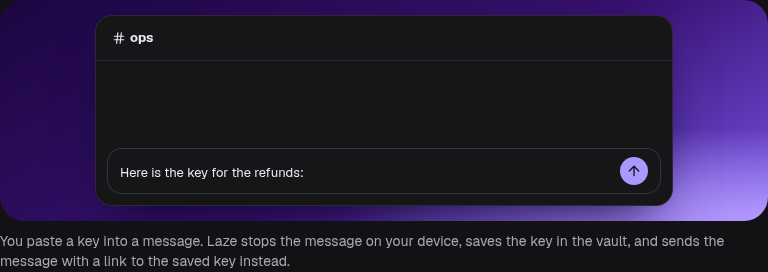 # ops
Here is the key for the refunds:
You paste a key into a message. Laze stops the message on your device, saves the key in the vault, and sends the
message with a link to the saved key instead.